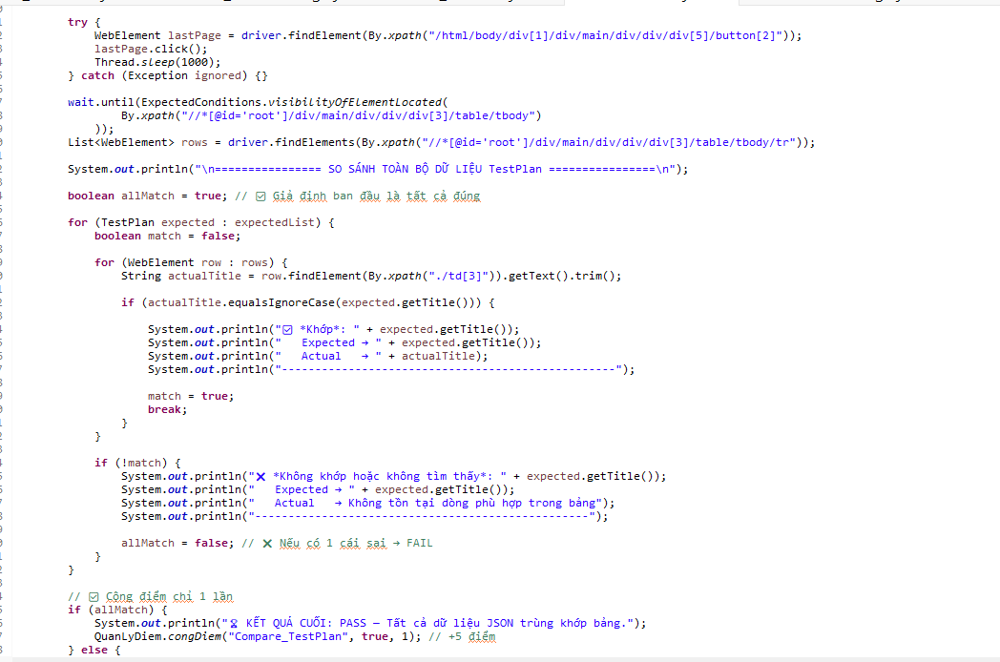 try {
WebElement lastPage = driver.findElement(By.xpath("/html/body/div[1]/div/main/div/div/div[5]/button[2]"));
lastPage.click();
Thread.sleep(1000);
} catch (Exception ignored) {}
wait.until(ExpectedConditions.visibilityOfElementLocated(
By.xpath("//*[@id='root']/div/main/div/div/div[3]/table/tbody")
));
List<WebElement> rows = driver.findElements(By.xpath("//*[@id='root']/div/main/div/div/div[3]/table/tbody/tr"));
System.out.println("\n================ SO SÁNH TOÀN BỘ DỮ LIỆU TestPlan ================\n");
boolean allMatch = true; // ☑ Giả định ban đầu là tất cả đúng
for (TestPlan expected : expectedList) {
boolean match = false;
for (WebElement row : rows) {
String actualTitle = row.findElement(By.xpath("./td[3]")).getText().trim();
if (actualTitle.equalsIgnoreCase(expected.getTitle())) {
System.out.println("☑ *Khớp*: " + expected.getTitle());
System.out.println("   Expected → " + expected.getTitle());
System.out.println("   Actual   → " + actualTitle);
System.out.println("--------------------------------------------------");
match = true;
break;
}
}
if (!match) {
System.out.println("❌ *Không khớp hoặc không tìm thấy*: " + expected.getTitle());
System.out.println("   Expected → " + expected.getTitle());
System.out.println("   Actual   → Không tồn tại dòng phù hợp trong bảng");
System.out.println("--------------------------------------------------");
allMatch = false; // ❌ Nếu có 1 cái sai → FAIL
}
}
// ☑ Cộng điểm chỉ 1 lần
if (allMatch) {
System.out.println("🏆 KẾT QUẢ CUỐI: PASS – Tất cả dữ liệu JSON trùng khớp bảng.");
QuanLyDiem.congDiem("Compare_TestPlan", true, 1); // +5 điểm
} else {